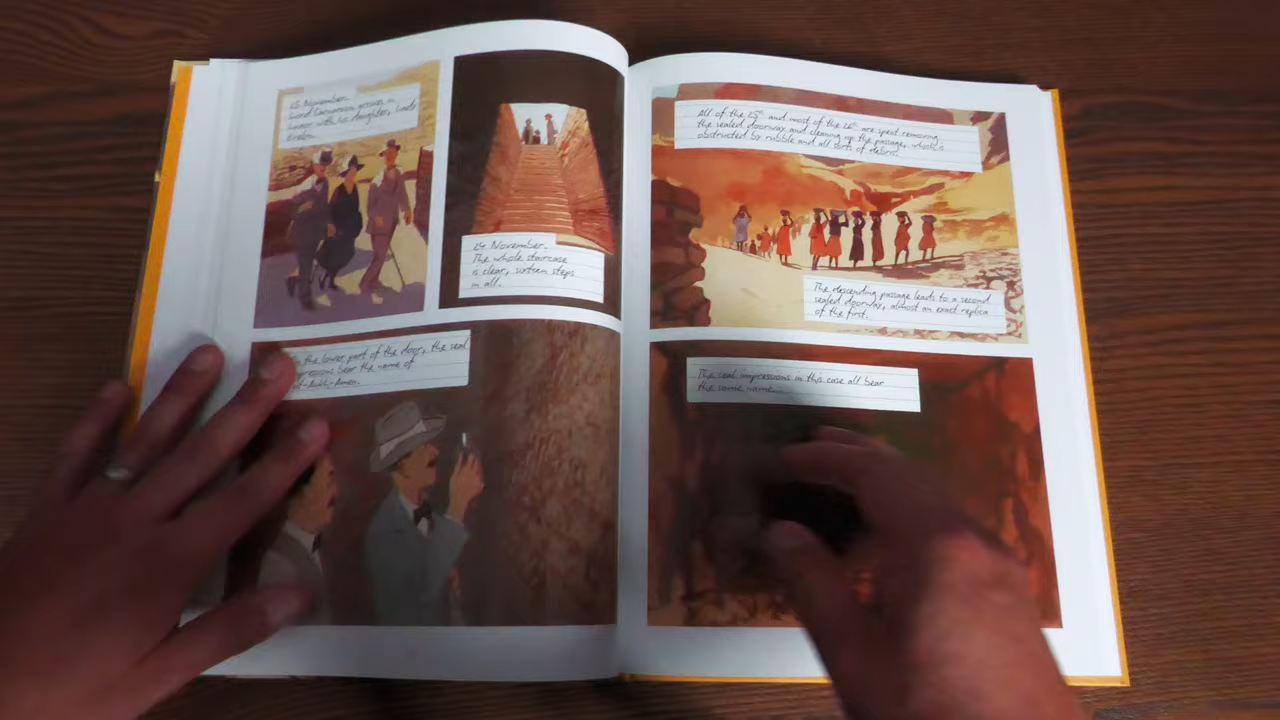 23 November.
Lord Carnarvon arrives in
Luxor with his daughter, Lady
Evelyn.
24 November.
The whole staircase
is clear, sixteen steps
in all.
In the lower part of the door, the seal
impressions bear the name of
All of the 25th and most of the 26th are spent removing
the sealed doorway and clearing up the passage, which is
obstructed by rubble and all sorts of debris.
The descending passage leads to a second
sealed doorway, almost an exact replica
of the first.
The seal impressions in this case all bear
the same name...